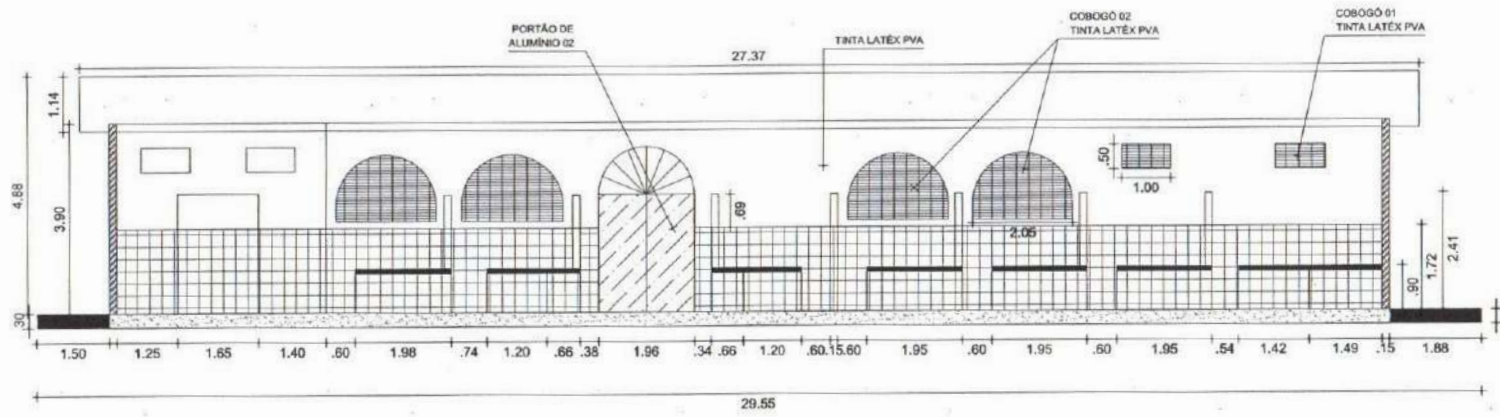 PORTÃO DE
ALUMÍNIO 02
TINTA LATÉX PVA
COBOGÓ 02
TINTA LATÉX PVA
COBOGÓ 01
TINTA LATÉX PVA
27.37
1.14
4.88
3.90
.30
.69
2.05
.50
1.00
.90
1.72
2.41
1.50 1.25 1.65 1.40 .60 1.98 .74 1.20 .66 .38 1.96 .34 .66 1.20 .60 .15 .60 1.95 .60 1.95 .60 1.95 .54 1.42 1.49 .15 1.88
29.55